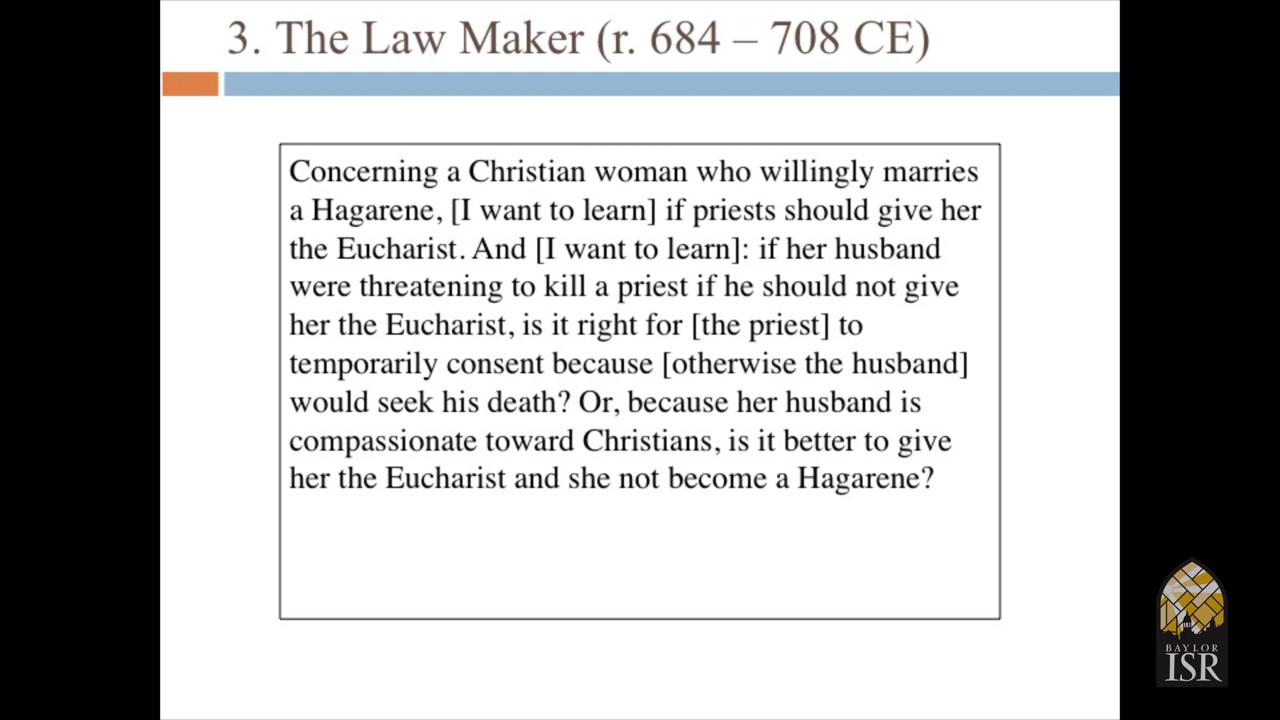 3. The Law Maker (r. 684 – 708 CE)
Concerning a Christian woman who willingly marries
a Hagarene, [I want to learn] if priests should give her
the Eucharist. And [I want to learn]: if her husband
were threatening to kill a priest if he should not give
her the Eucharist, is it right for [the priest] to
temporarily consent because [otherwise the husband]
would seek his death? Or, because her husband is
compassionate toward Christians, is it better to give
her the Eucharist and she not become a Hagarene?
BAYLOR
ISR